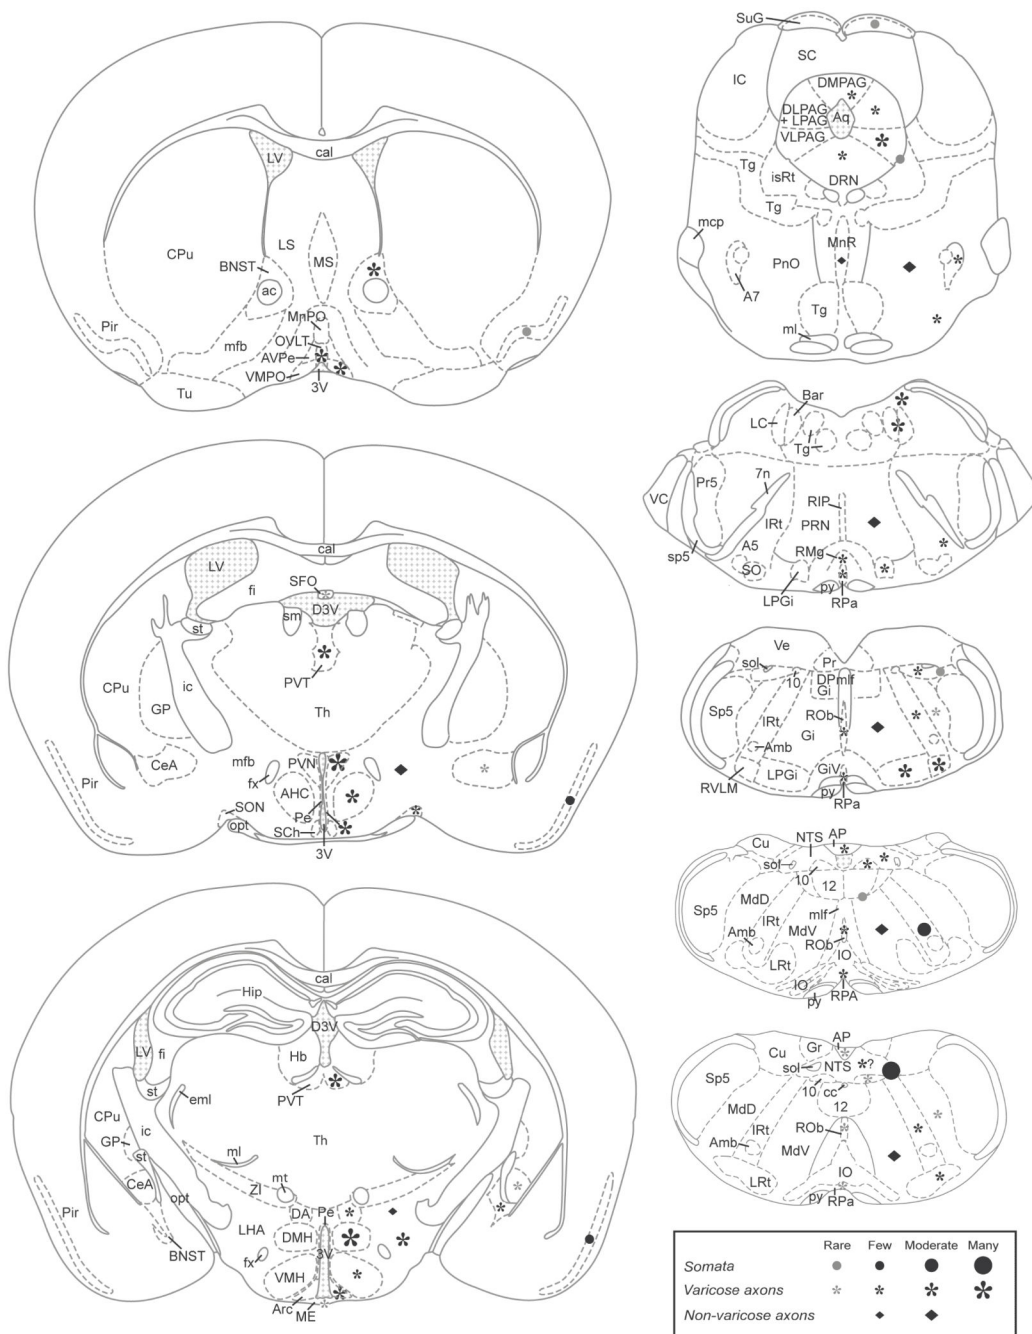 cal
LV
LS
MS
CPu
BNST
ac
MnPO
Pir
mfb
OVLT
AVPe
VMPO
Tu
3V
cal
LV
SFO
fi
D3V
sm
st
PVT
CPu
ic
GP
Th
CeA
mfb
PVN
Pir
fx
AHC
SON
Pe
opt
SCh
3V
cal
Hip
D3V
LV
fi
Hb
st
PVT
eml
CPu
ic
Th
GP
st
ml
mt
CeA
ZI
opt
DA
Pe
Pir
LHA
DMH
3V
BNST
fx
VMH
Arc
ME
SuG
SC
IC
DMPAG
DLPAG
+ LPAG
Aq
VLPAG
Tg
isRt
DRN
Tg
mcp
MnR
PnO
A7
Tg
ml
Bar
LC
Tg
7n
Pr5
VC
RIP
IRt
PRN
sp5
A5
RMg
SO
py
LPGi
RPa
Ve
sol
Pr
10
DPmlf
Gi
Sp5
ROb
IRt
Gi
Amb
LPGi
GiV
RVLM
py
RPa
NTS
AP
Cu
sol
10
12
MdD
Sp5
mlf
IRt
MdV
Amb
ROb
IO
LRt
IO
py
RPA
AP
Gr
Cu
NTS
?
sol
Sp5
10
cc
12
MdD
IRt
ROb
Amb
MdV
LRt
IO
py
RPa
Rare Few Moderate Many
Somata
Varicose axons
Non-varicose axons